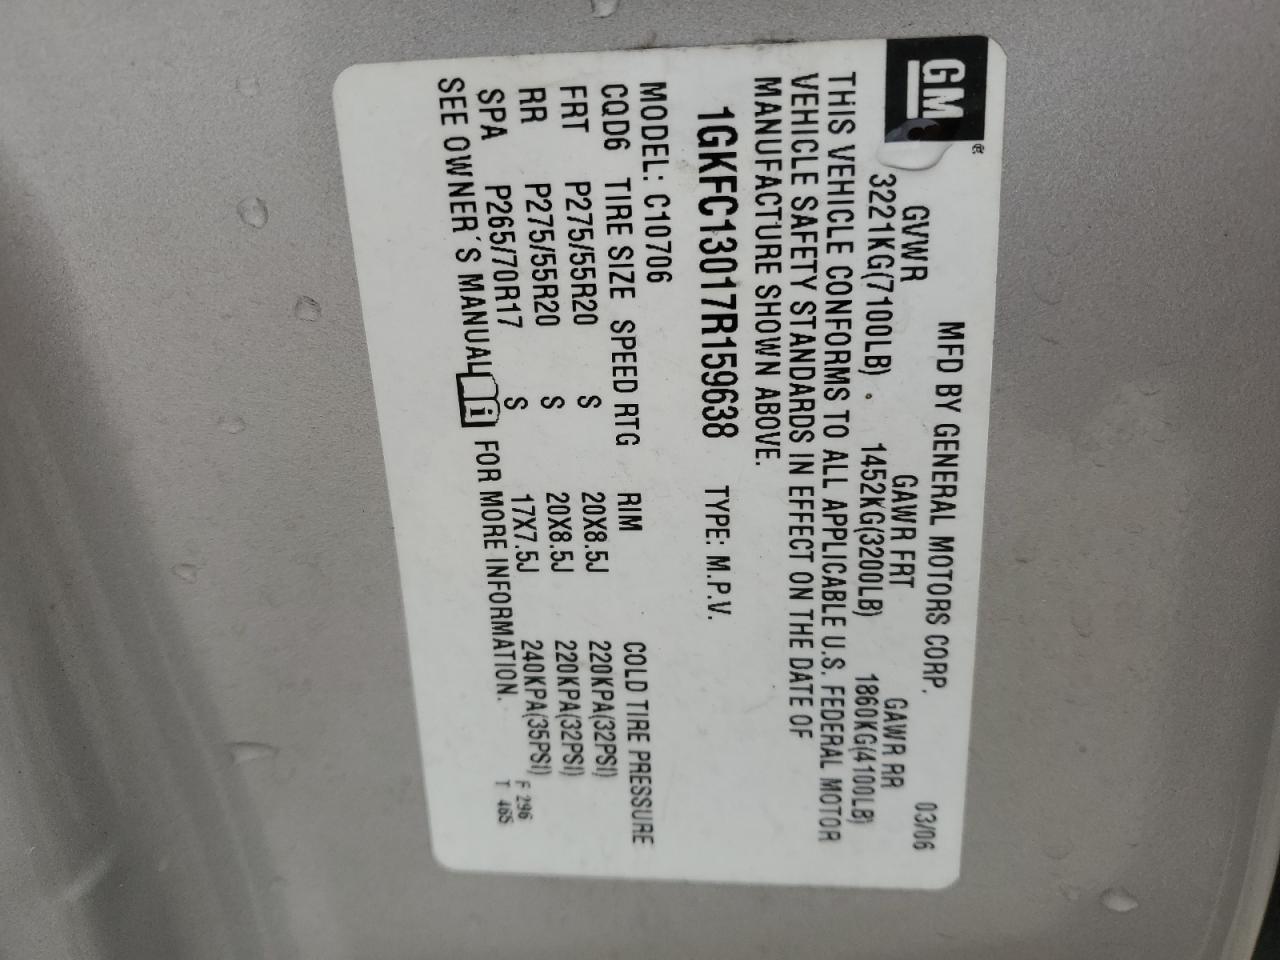 GM®
MFD BY GENERAL MOTORS CORP. 03/06
GVWR GAWR FRT GAWR RR
3221KG(7100LB) 1452KG(3200LB) 1860KG(4100LB)
THIS VEHICLE CONFORMS TO ALL APPLICABLE U.S. FEDERAL MOTOR
VEHICLE SAFETY STANDARDS IN EFFECT ON THE DATE OF
MANUFACTURE SHOWN ABOVE.
1GKFC13017R159638 TYPE: M.P.V.
MODEL: C10706
CQD6 TIRE SIZE SPEED RTG RIM COLD TIRE PRESSURE
FRT P275/55R20 S 20X8.5J 220KPA(32PSI)
RR P275/55R20 S 20X8.5J 220KPA(32PSI)
SPA P265/70R17 S 17X7.5J 240KPA(35PSI)
SEE OWNER'S MANUAL i FOR MORE INFORMATION.
F 296
T 465